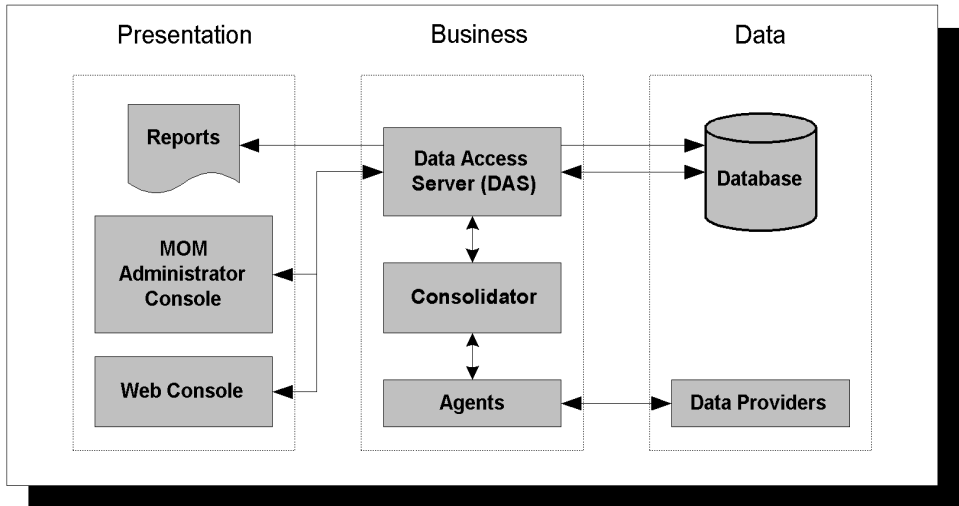 Presentation
Business
Data
Reports
MOM
Administrator
Console
Web Console
Data Access
Server (DAS)
Consolidator
Agents
Database
Data Providers